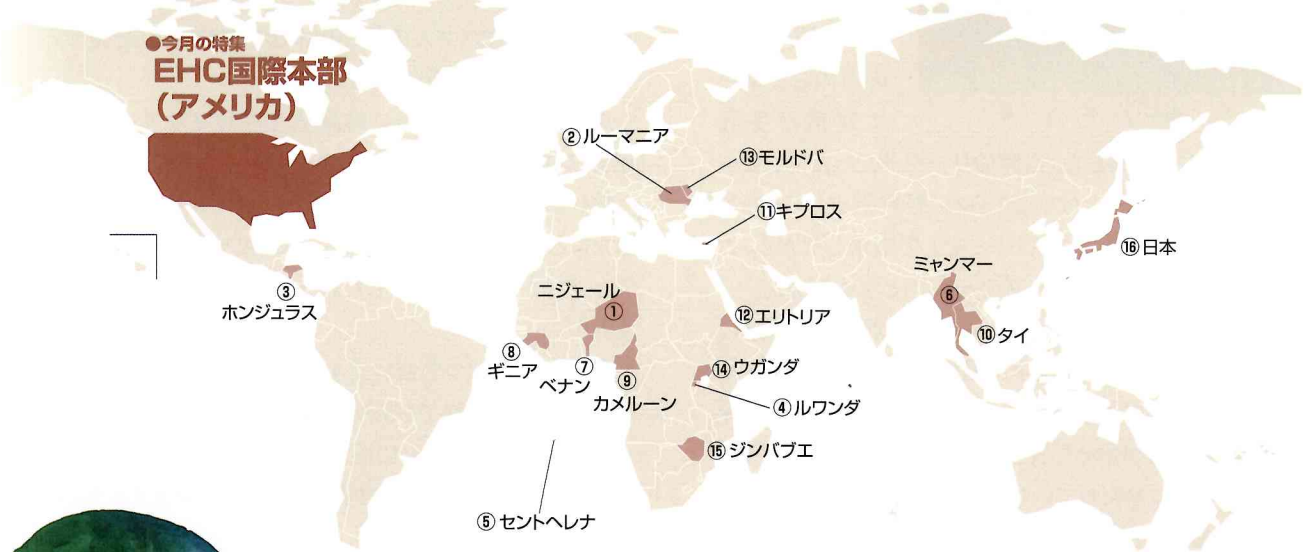 ●今月の特集
EHC国際本部
(アメリカ)
②ルーマニア
⑬モルドバ
⑪キプロス
⑯日本
ミャンマー
⑥
⑩タイ
③
ホンジュラス
ニジェール
①
⑫エリトリア
⑧
ギニア
⑦
ベナン
⑨
カメルーン
⑭ウガンダ
④ルワンダ
⑮ジンバブエ
⑤セントヘレナ